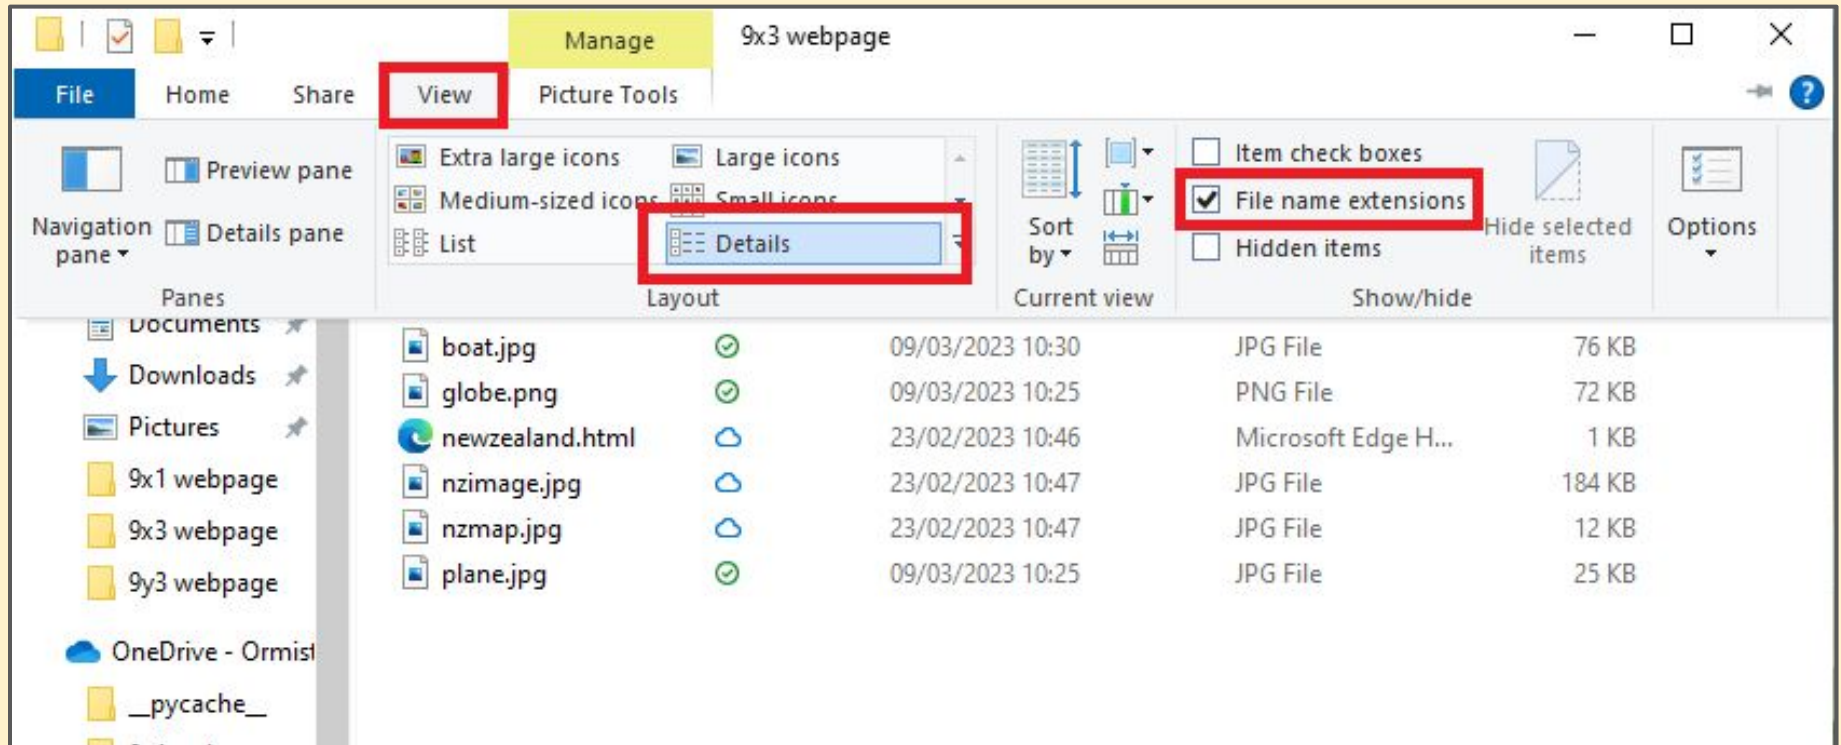 Manage 9x3 webpage
File Home Share View Picture Tools
Extra large icons Large icons
Medium-sized icons Small icons
List Details
Preview pane
Details pane
Navigation
pane
Panes
Layout
Sort
by
Current view
Item check boxes
File name extensions
Hidden items
Hide selected
items
Show/hide
Options
Documents
Downloads
Pictures
9x1 webpage
9x3 webpage
9y3 webpage
OneDrive - Ormist
__pycache__
boat.jpg 09/03/2023 10:30 JPG File 76 KB
globe.png 09/03/2023 10:25 PNG File 72 KB
newzealand.html 23/02/2023 10:46 Microsoft Edge H... 1 KB
nzimage.jpg 23/02/2023 10:47 JPG File 184 KB
nzmap.jpg 23/02/2023 10:47 JPG File 12 KB
plane.jpg 09/03/2023 10:25 JPG File 25 KB